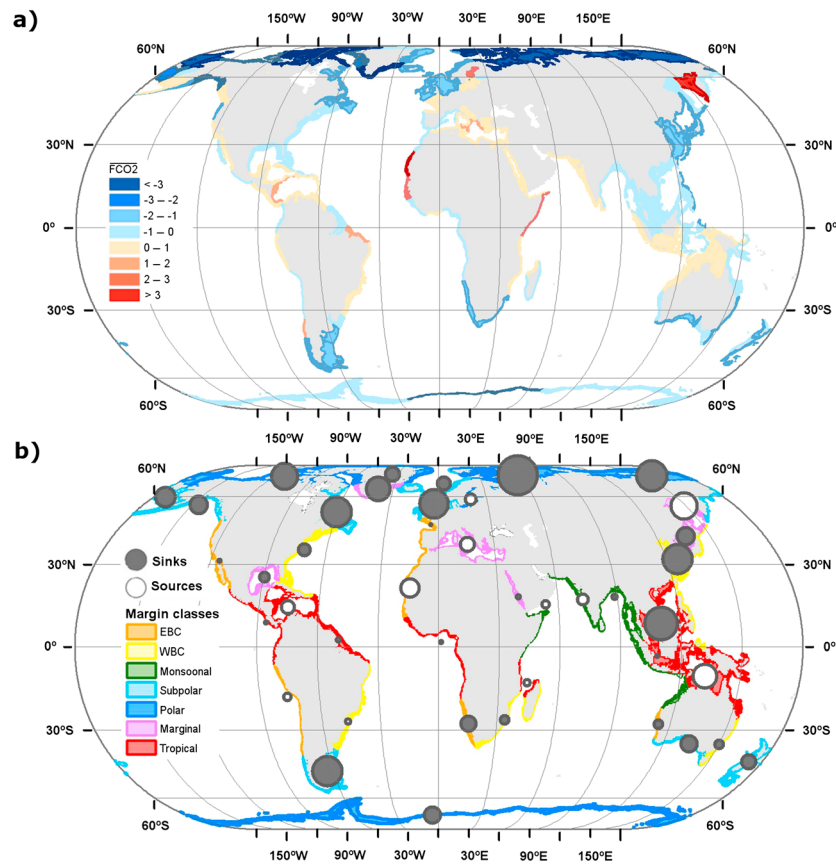 a)
150ºW 90ºW 30ºW 30ºE 90ºE 150ºE
60ºN 60ºN
30ºN 30ºN
FCO2
< -3
-3 – -2
-2 – -1
-1 – 0
0 – 1
1 – 2
2 – 3
> 3
0º 0º
30ºS 30ºS
60ºS 60ºS
150ºW 90ºW 30ºW 30ºE 90ºE 150ºE
b)
60ºN 60ºN
30ºN 30ºN
Sinks
Sources
Margin classes
EBC
WBC
Monsoonal
Subpolar
Polar
Marginal
Tropical
0º 0º
30ºS 30ºS
60ºS 60ºS
150ºW 90ºW 30ºW 30ºE 90ºE 150ºE